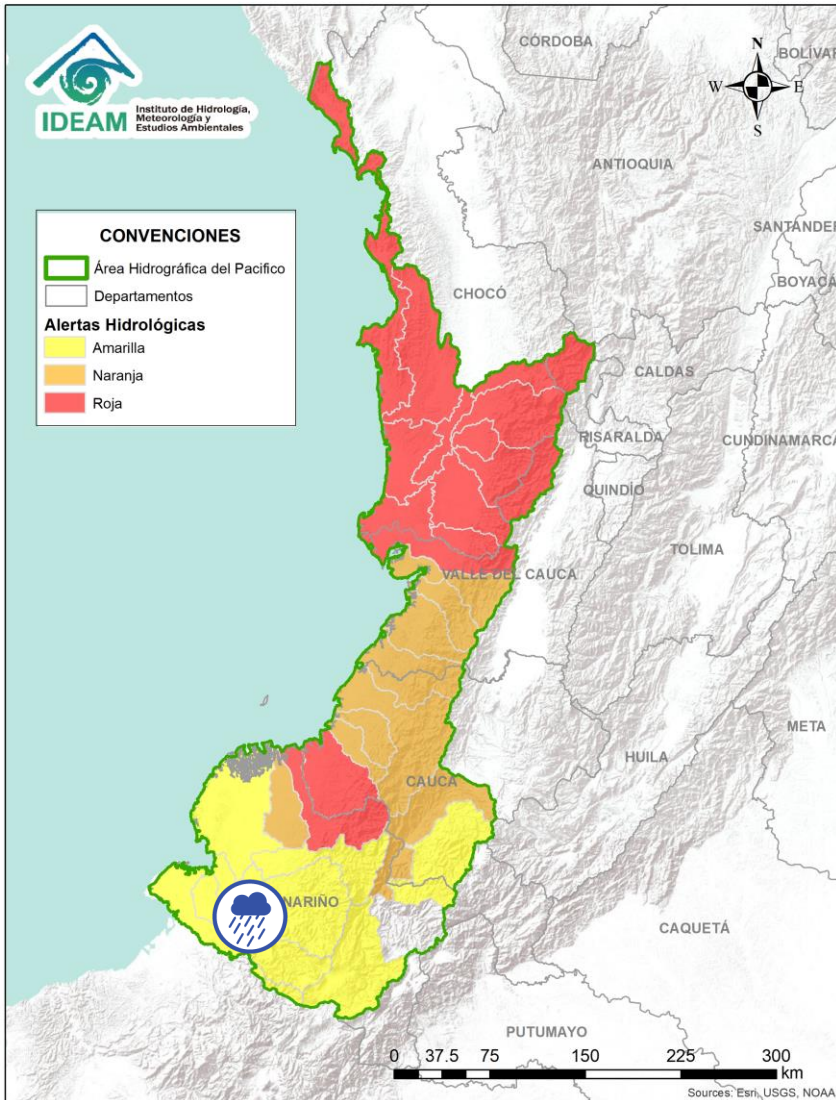 CÓRDOBA
BOLÍVAR
N
W E
S
IDEAM
Instituto de Hidrología,
Meteorología y
Estudios Ambientales
ANTIOQUIA
SANTANDER
CONVENCIONES
Área Hidrográfica del Pacifico
Departamentos
Alertas Hidrológicas
Amarilla
Naranja
Roja
BOYACÁ
CHOCÓ
CALDAS
RISARALDA
CUNDINAMARCA
QUINDÍO
TOLIMA
VALLE DEL CAUCA
META
HUILA
CAUCA
NARIÑO
CAQUETÁ
PUTUMAYO
0 37.5 75 150 225 300
km
Sources: Esri, USGS, NOAA